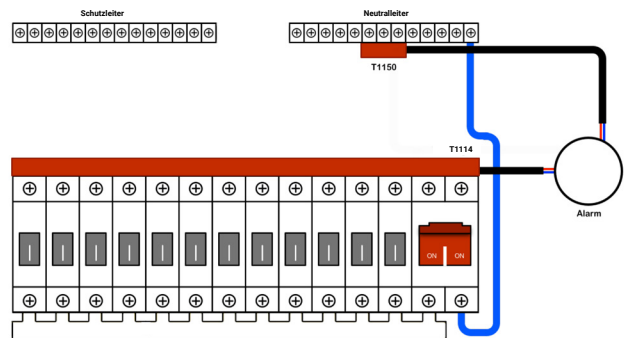 Schutzleiter
Neutralleiter
T1150
T1114
Alarm
ON ON